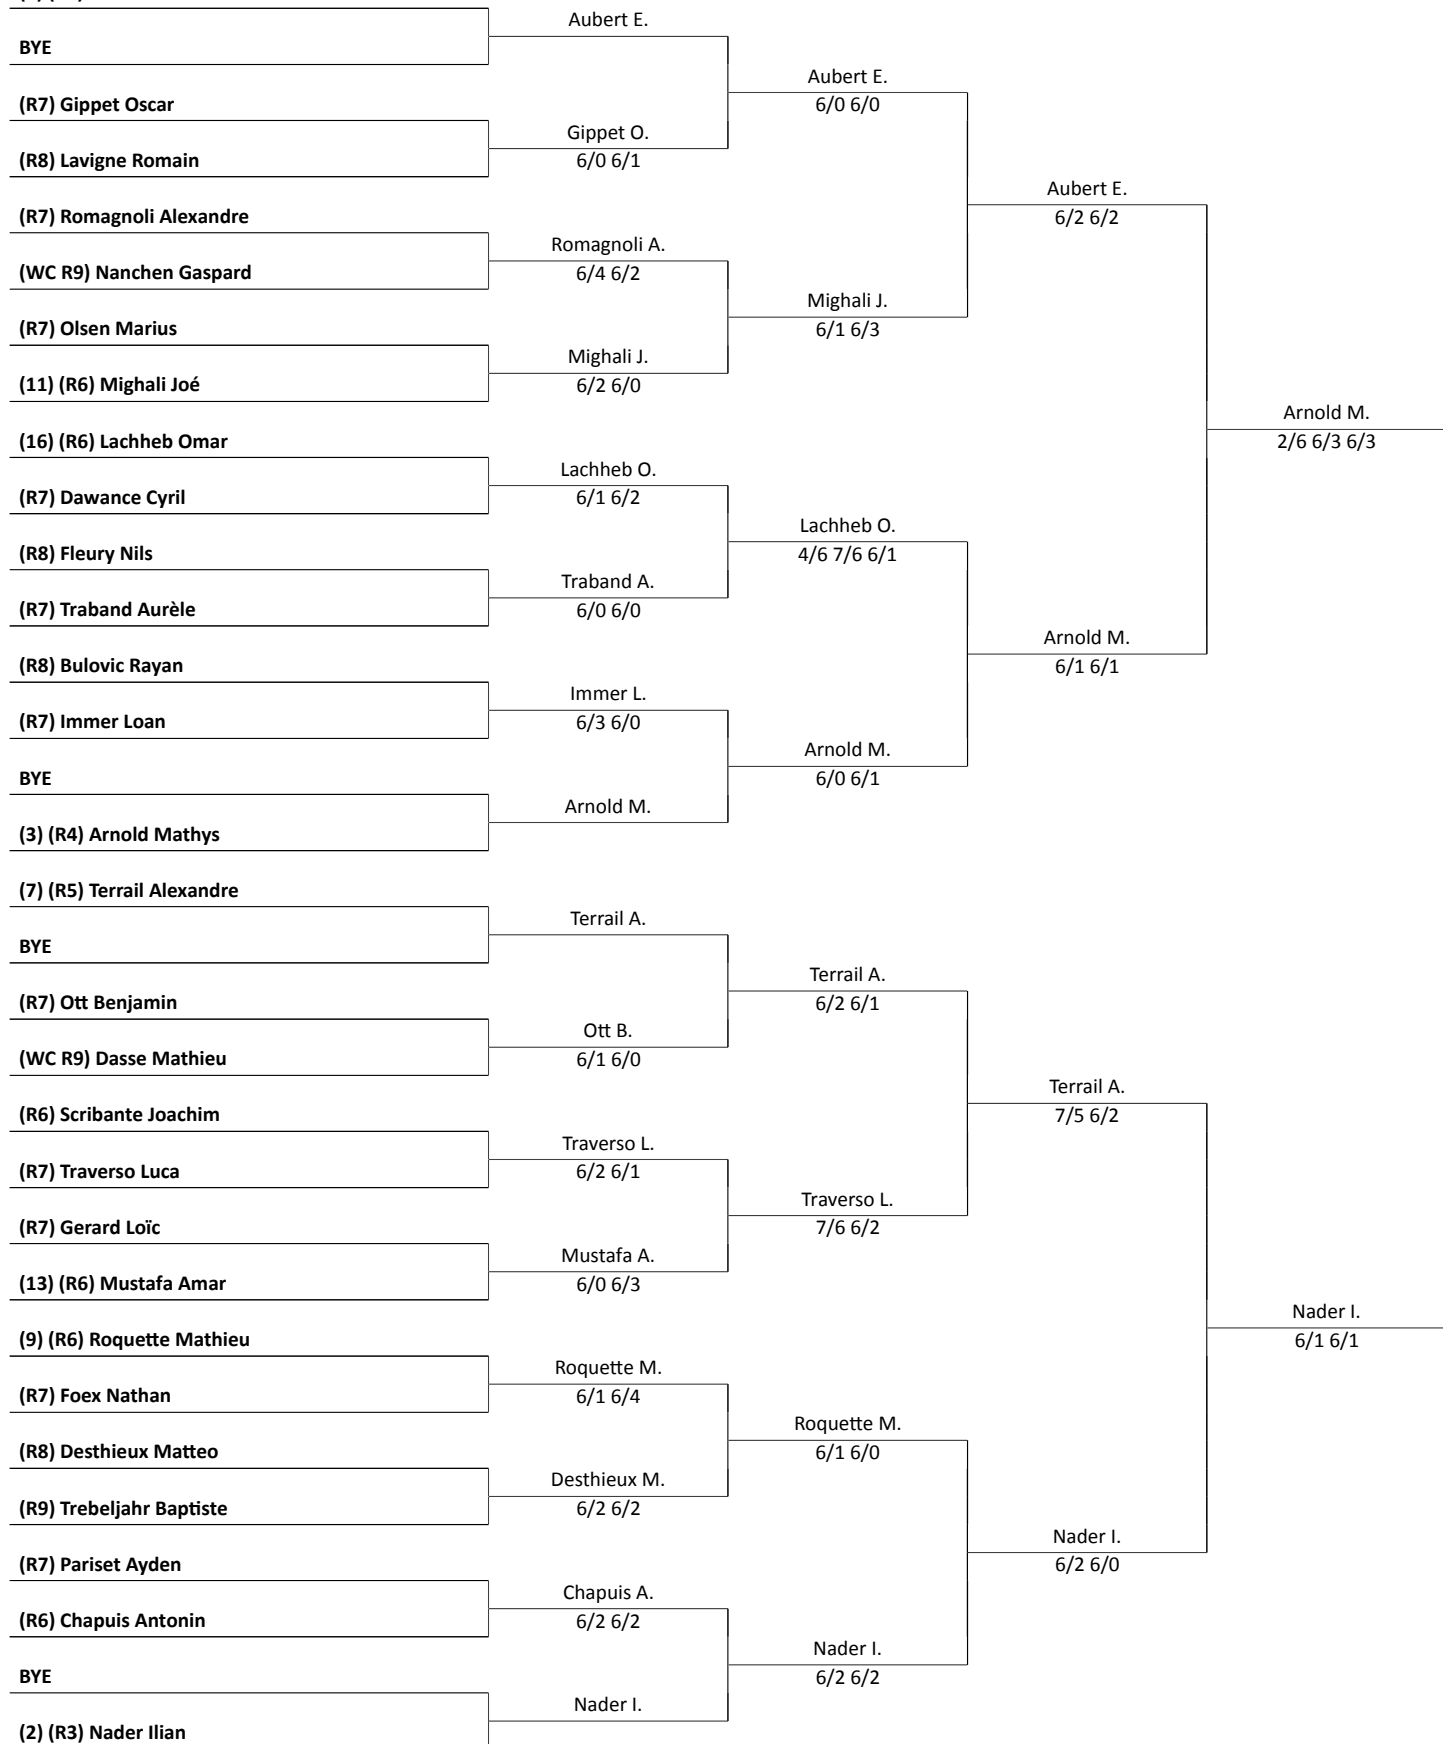 BYE
(R7) Gippet Oscar
(R8) Lavigne Romain
(R7) Romagnoli Alexandre
(WC R9) Nanchen Gaspard
(R7) Olsen Marius
(11) (R6) Mighali Joé
(16) (R6) Lachheb Omar
(R7) Dawance Cyril
(R8) Fleury Nils
(R7) Traband Aurèle
(R8) Bulovic Rayan
(R7) Immer Loan
BYE
(3) (R4) Arnold Mathys
(7) (R5) Terrail Alexandre
BYE
(R7) Ott Benjamin
(WC R9) Dasse Mathieu
(R6) Scribante Joachim
(R7) Traverso Luca
(R7) Gerard Loïc
(13) (R6) Mustafa Amar
(9) (R6) Roquette Mathieu
(R7) Foex Nathan
(R8) Desthieux Matteo
(R9) Trebeljahr Baptiste
(R7) Pariset Ayden
(R6) Chapuis Antonin
BYE
(2) (R3) Nader Ilian
Aubert E.
Gippet O.
6/0 6/1
Romagnoli A.
6/4 6/2
Mighali J.
6/2 6/0
Lachheb O.
6/1 6/2
Traband A.
6/0 6/0
Immer L.
6/3 6/0
Arnold M.
Terrail A.
Ott B.
6/1 6/0
Traverso L.
6/2 6/1
Mustafa A.
6/0 6/3
Roquette M.
6/1 6/4
Desthieux M.
6/2 6/2
Chapuis A.
6/2 6/2
Nader I.
Aubert E.
6/0 6/0
Mighali J.
6/1 6/3
Lachheb O.
4/6 7/6 6/1
Arnold M.
6/0 6/1
Terrail A.
6/2 6/1
Traverso L.
7/6 6/2
Roquette M.
6/1 6/0
Nader I.
6/2 6/2
Aubert E.
6/2 6/2
Arnold M.
6/1 6/1
Terrail A.
7/5 6/2
Nader I.
6/2 6/0
Arnold M.
2/6 6/3 6/3
Nader I.
6/1 6/1